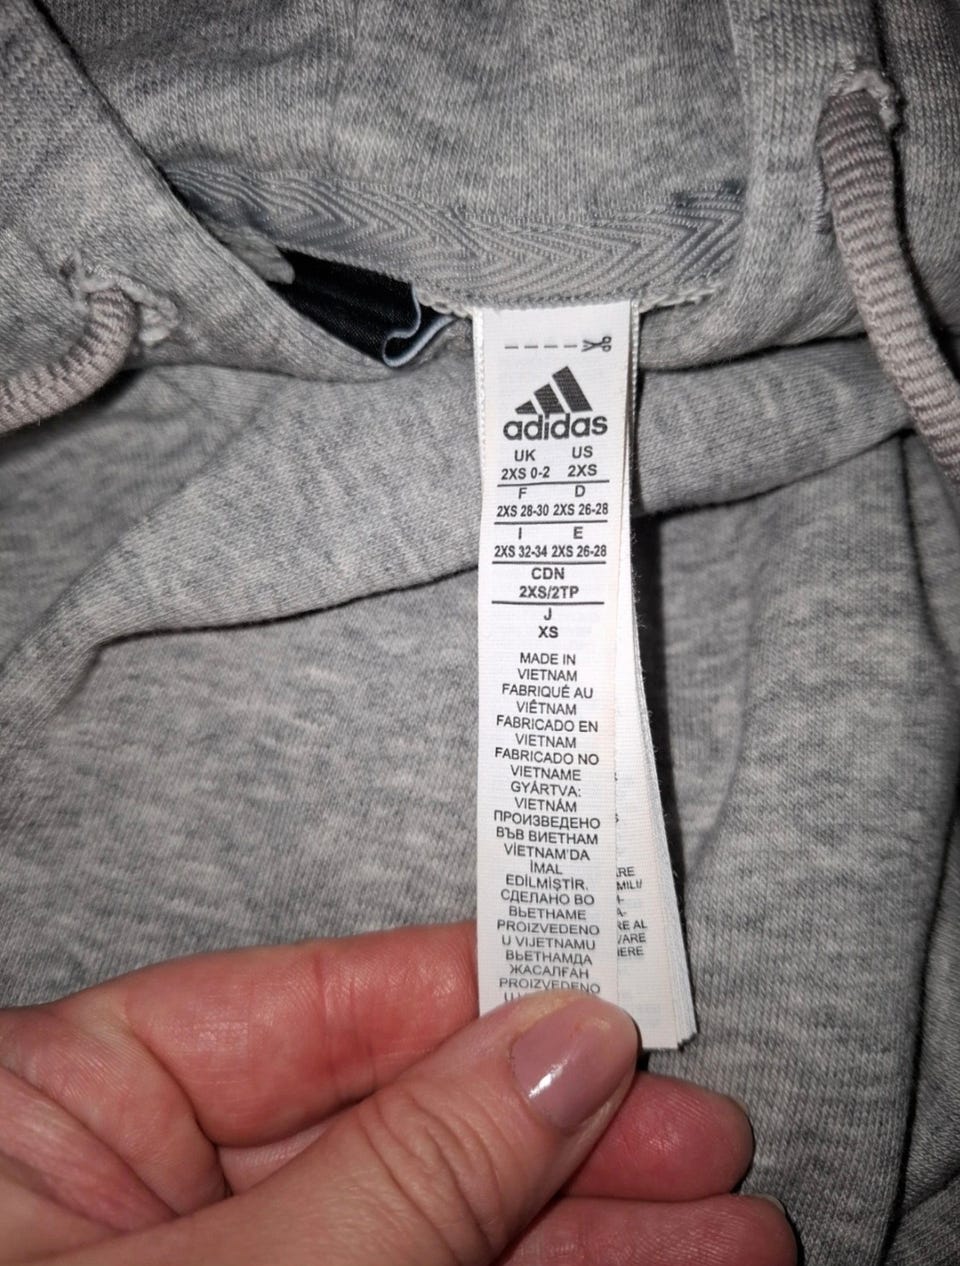 adidas
UK US
2XS 0-2 2XS
F D
2XS 28-30 2XS 26-28
I E
2XS 32-34 2XS 26-28
CDN
2XS/2TP
J
XS
MADE IN
VIETNAM
FABRIQUÉ AU
VIÊTNAM
FABRICADO EN
VIETNAM
FABRICADO NO
VIETNAME
GYÁRTVA:
VIETNÁM
ПРОИЗВЕДЕНО
ВЪВ ВИЕТНАМ
VİETNAM'DA
İMAL
EDİLMİŞTİR.
СДЕЛАНО ВО
ВЬЕТНАМЕ
PROIZVEDENO
U VIJETNAMU
ВЬЕТНАМДА
ЖАСАЛҒАН
PROIZVEDENO